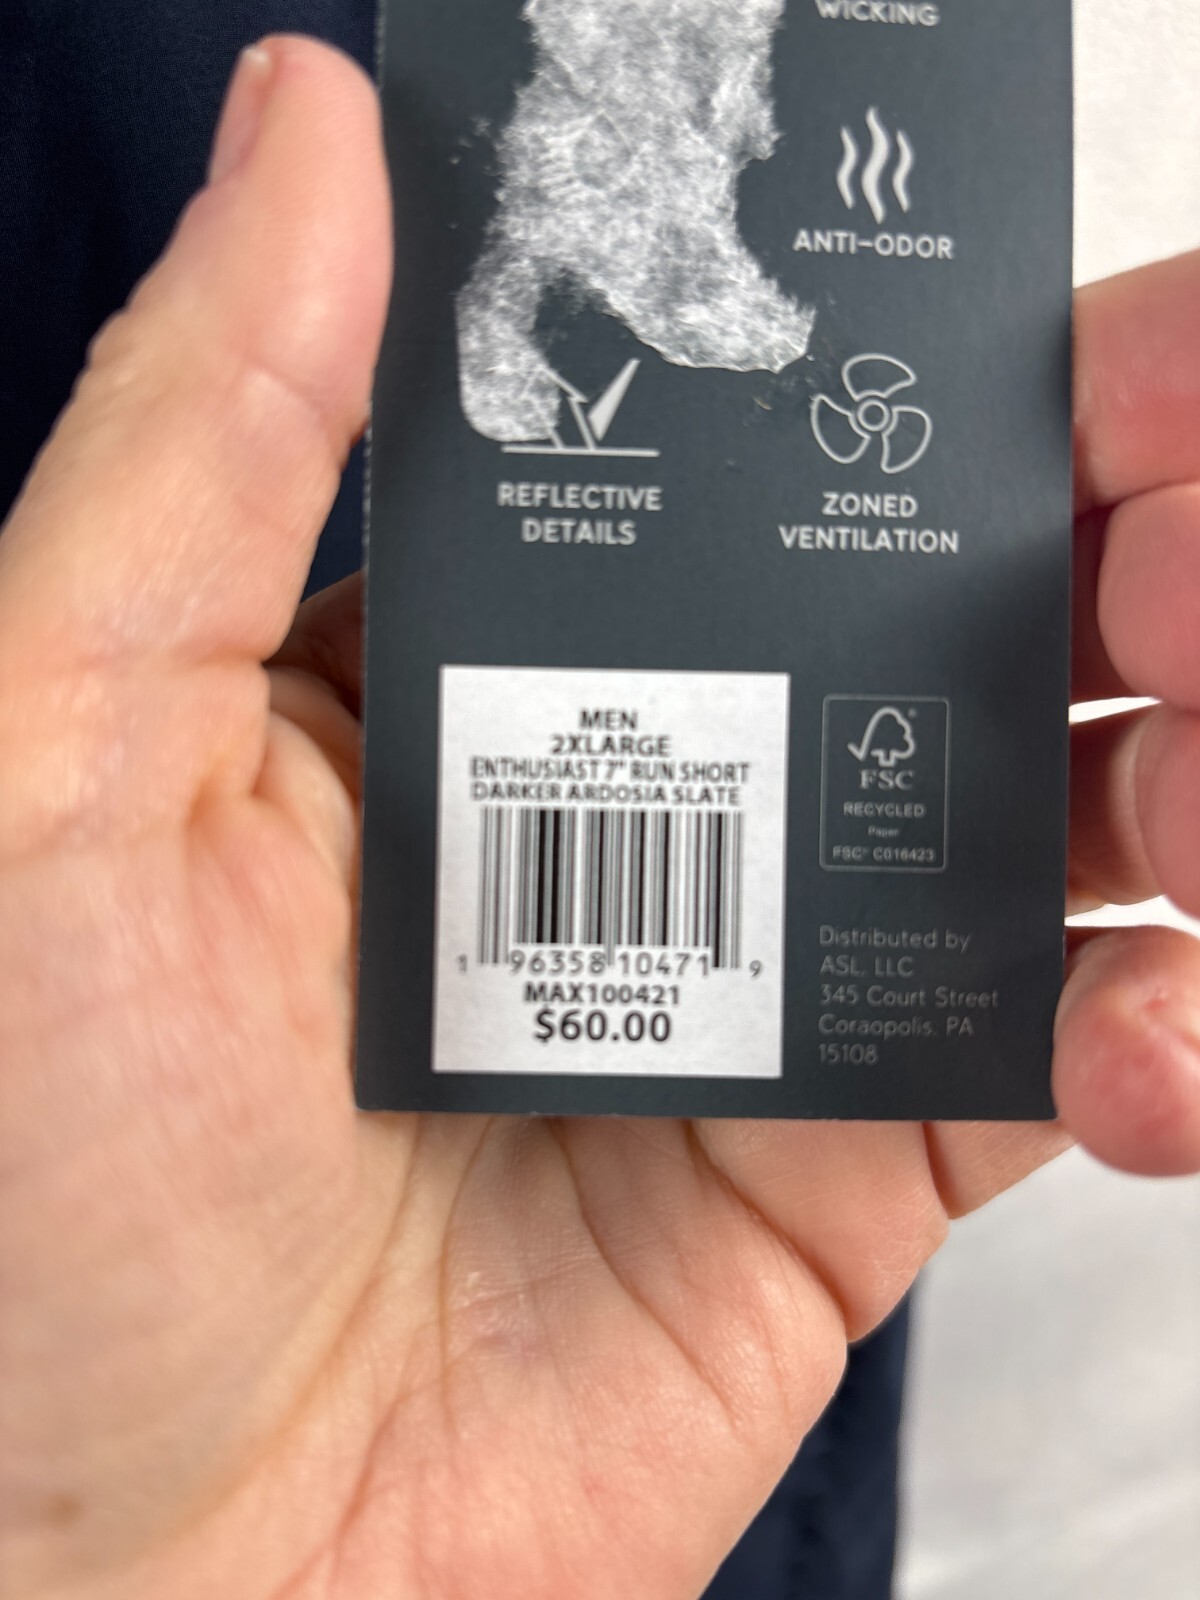 WICKING
ANTI-ODOR
REFLECTIVE
DETAILS
ZONED
VENTILATION
MEN
2XLARGE
ENTHUSIAST 7" RUN SHORT
DARKER ARDOSIA SLATE
1 96358 10471 9
MAX100421
$60.00
FSC
RECYCLED
Paper
FSC® C016423
Distributed by
ASL, LLC
345 Court Street
Coraopolis, PA
15108